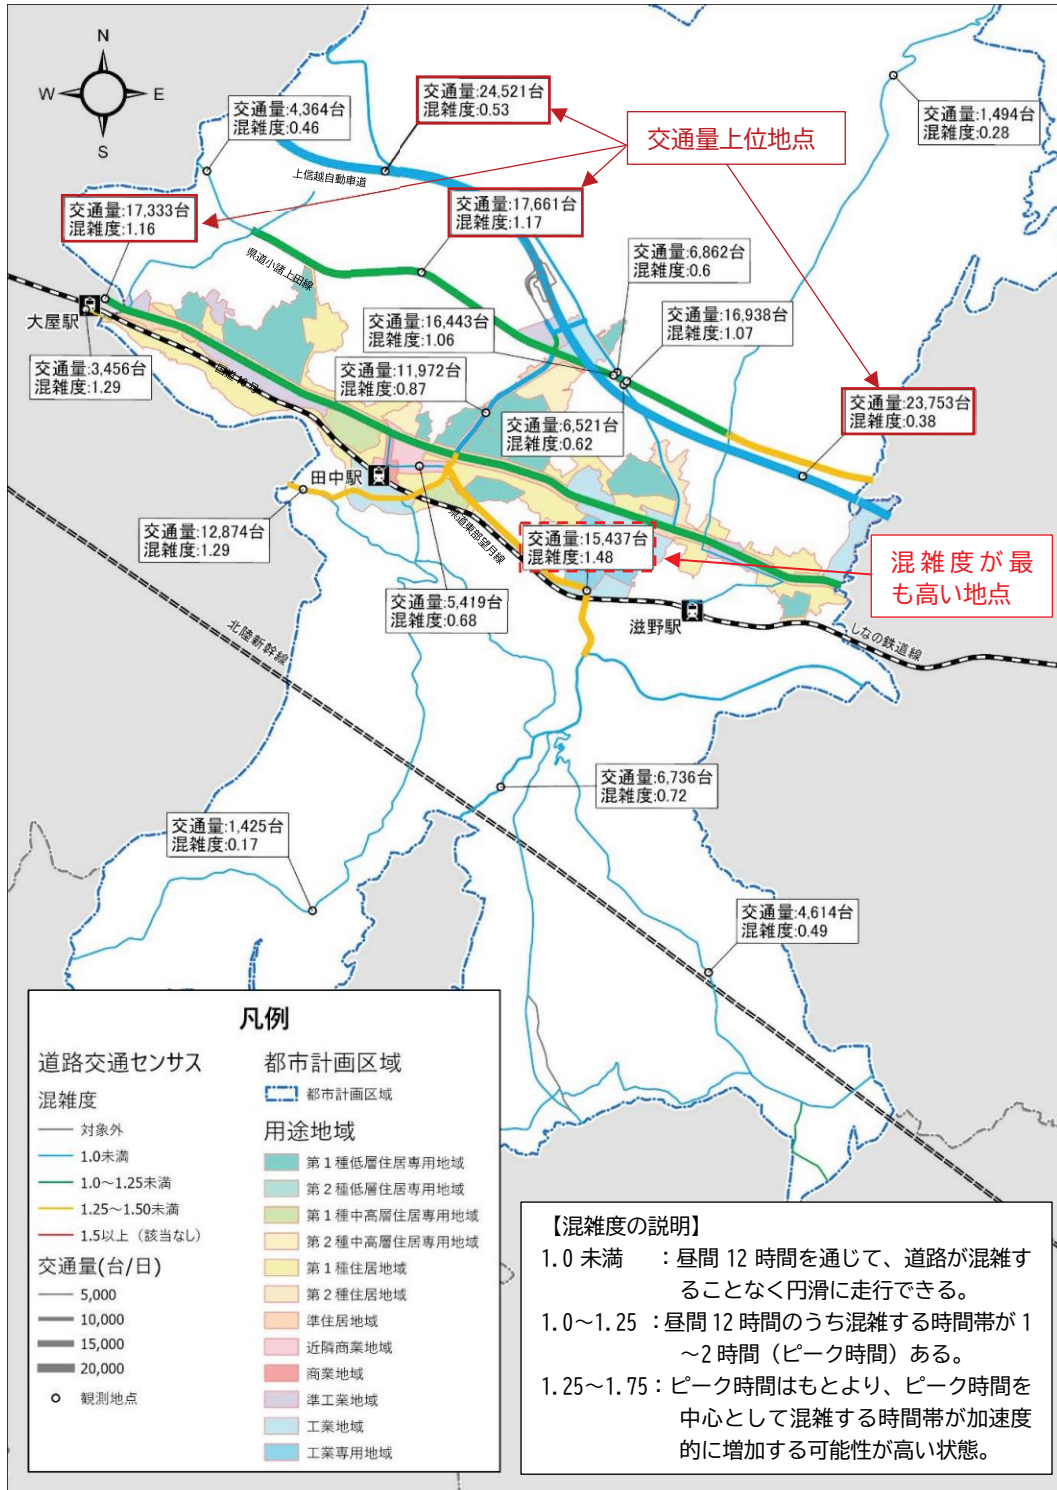 N
W
E
S
交通量:4,364台
混雑度:0.46
交通量:24,521台
混雑度:0.53
交通量上位地点
交通量:1,494台
混雑度:0.28
上信越自動車道
交通量:17,333台
混雑度:1.16
交通量:17,661台
混雑度:1.17
県道小諸上田線
交通量:6,862台
混雑度:0.6
大屋駅
交通量:16,443台
混雑度:1.06
交通量:16,938台
混雑度:1.07
交通量:3,456台
混雑度:1.29
国道18号
交通量:11,972台
混雑度:0.87
交通量:23,753台
混雑度:0.38
交通量:6,521台
混雑度:0.62
田中駅
交通量:12,874台
混雑度:1.29
県道東部望月線
交通量:15,437台
混雑度:1.48
混雑度が最
も高い地点
交通量:5,419台
混雑度:0.68
滋野駅
しなの鉄道線
北陸新幹線
交通量:6,736台
混雑度:0.72
交通量:1,425台
混雑度:0.17
交通量:4,614台
混雑度:0.49
凡例
道路交通センサス
混雑度
対象外
1.0未満
1.0～1.25未満
1.25～1.50未満
1.5以上（該当なし）
交通量(台/日)
5,000
10,000
15,000
20,000
観測地点
都市計画区域
都市計画区域
用途地域
第１種低層住居専用地域
第２種低層住居専用地域
第１種中高層住居専用地域
第２種中高層住居専用地域
第１種住居地域
第２種住居地域
準住居地域
近隣商業地域
商業地域
準工業地域
工業地域
工業専用地域
【混雑度の説明】
1.0 未満　：昼間 12 時間を通じて、道路が混雑す
ることなく円滑に走行できる。
1.0～1.25 ：昼間 12 時間のうち混雑する時間帯が 1
～2 時間（ピーク時間）ある。
1.25～1.75：ピーク時間はもとより、ピーク時間を
中心として混雑する時間帯が加速度
的に増加する可能性が高い状態。